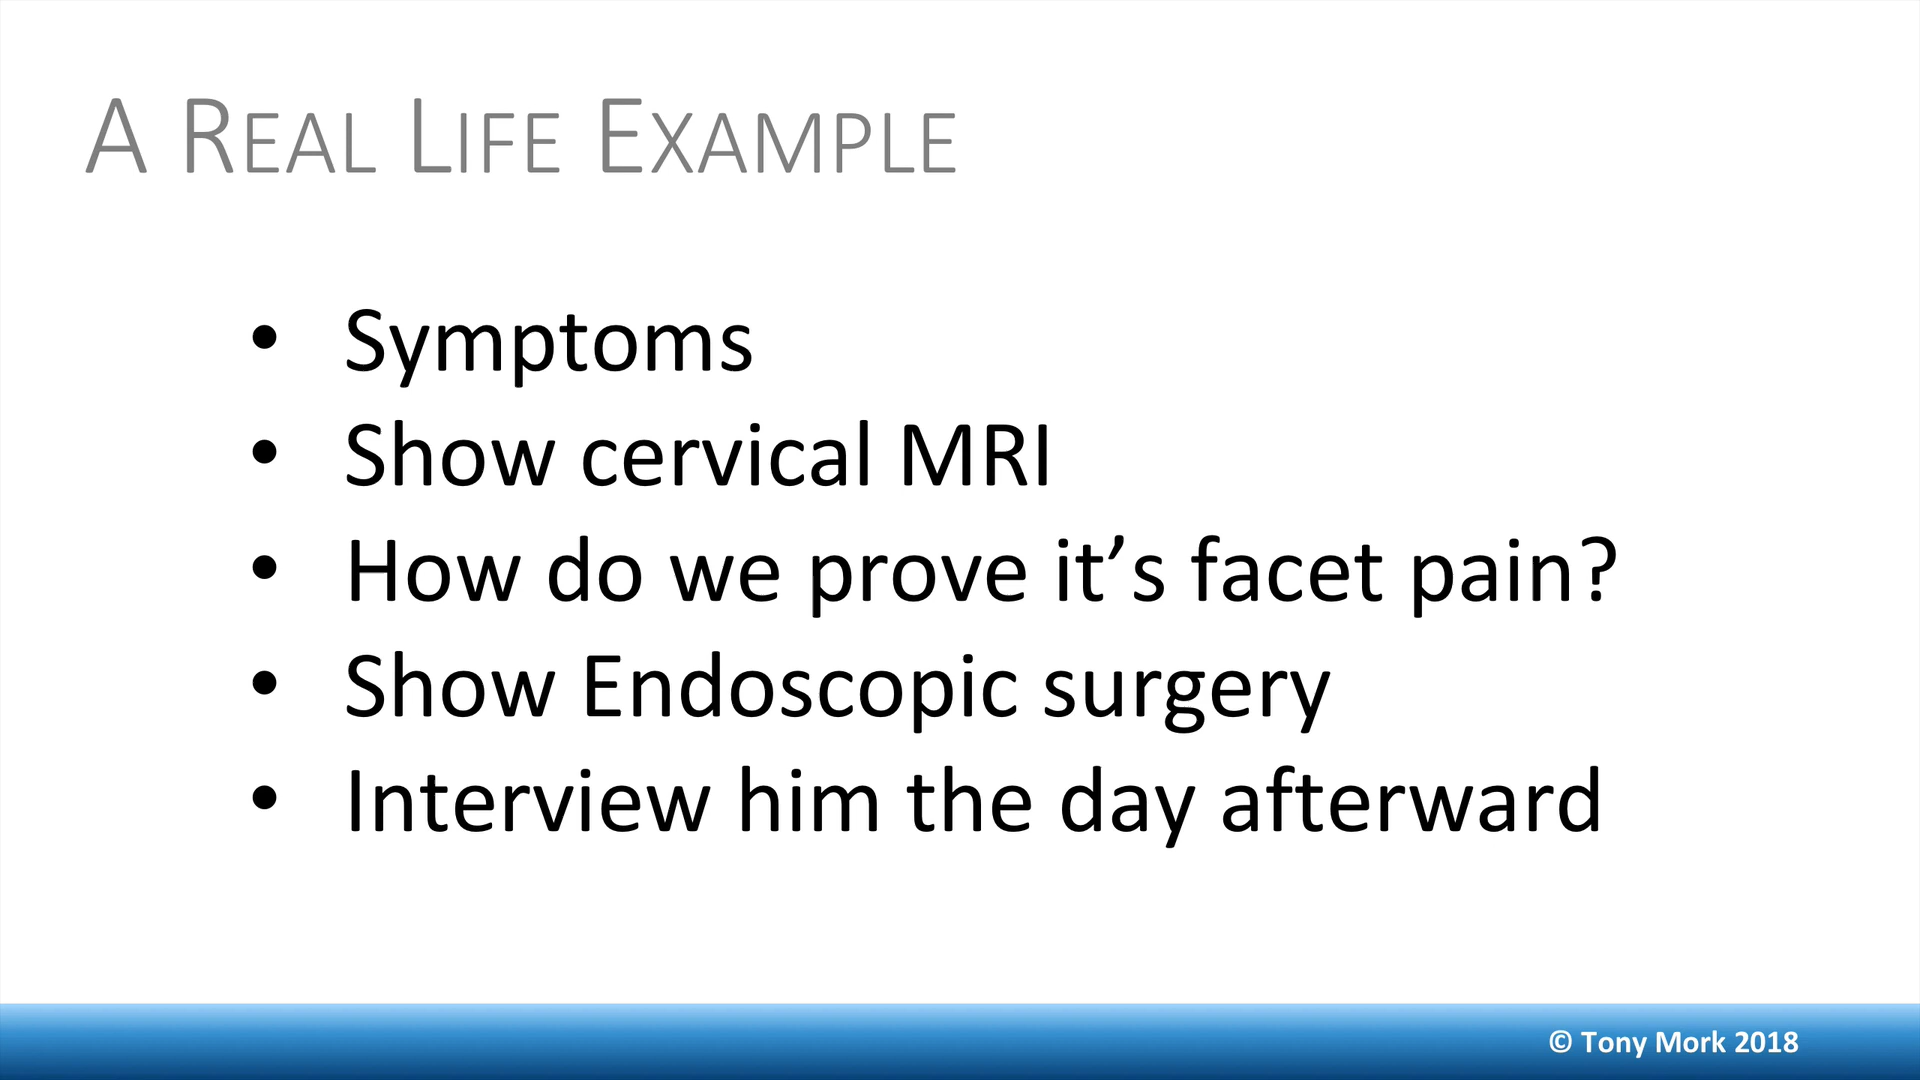 A Real Life Example
• Symptoms
• Show cervical MRI
• How do we prove it’s facet pain?
• Show Endoscopic surgery
• Interview him the day afterward
© Tony Mork 2018